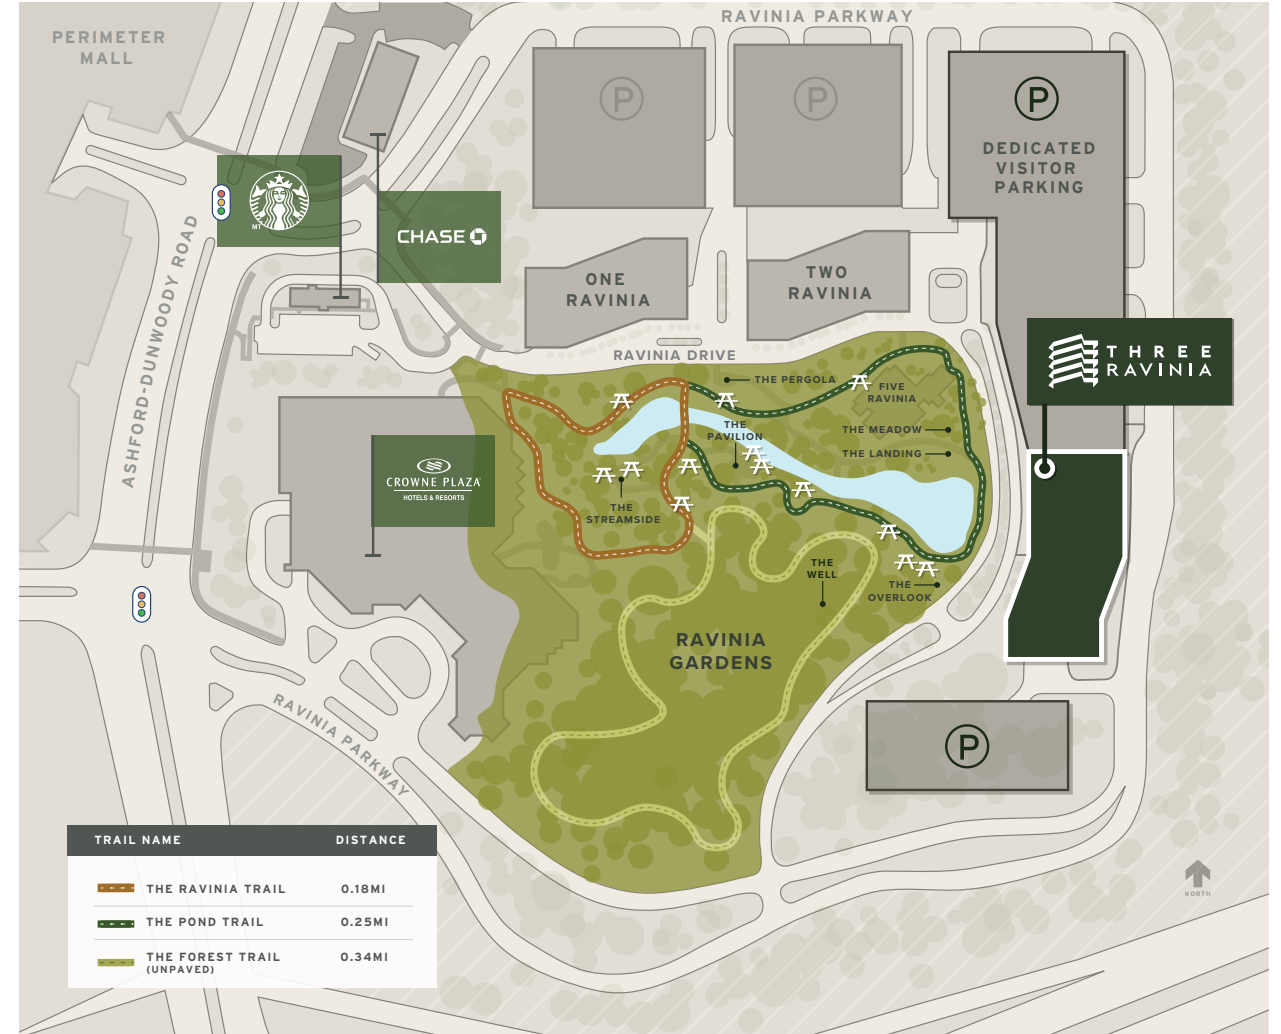 RAVINIA PARKWAY
PERIMETER
MALL
P
P
P
DEDICATED
VISITOR
PARKING
MT
CHASE
ASHFORD-DUNWOODY ROAD
ONE
RAVINIA
TWO
RAVINIA
RAVINIA DRIVE
THREE
RAVINIA
THE PERGOLA
FIVE
RAVINIA
THE
PAVILION
THE MEADOW
THE LANDING
CROWNE PLAZA
HOTELS & RESORTS
THE
STREAMSIDE
THE
WELL
THE
OVERLOOK
RAVINIA
GARDENS
RAVINIA PARKWAY
P
TRAIL NAME DISTANCE
THE RAVINIA TRAIL 0.18MI
THE POND TRAIL 0.25MI
THE FOREST TRAIL 0.34MI
(UNPAVED)
NORTH